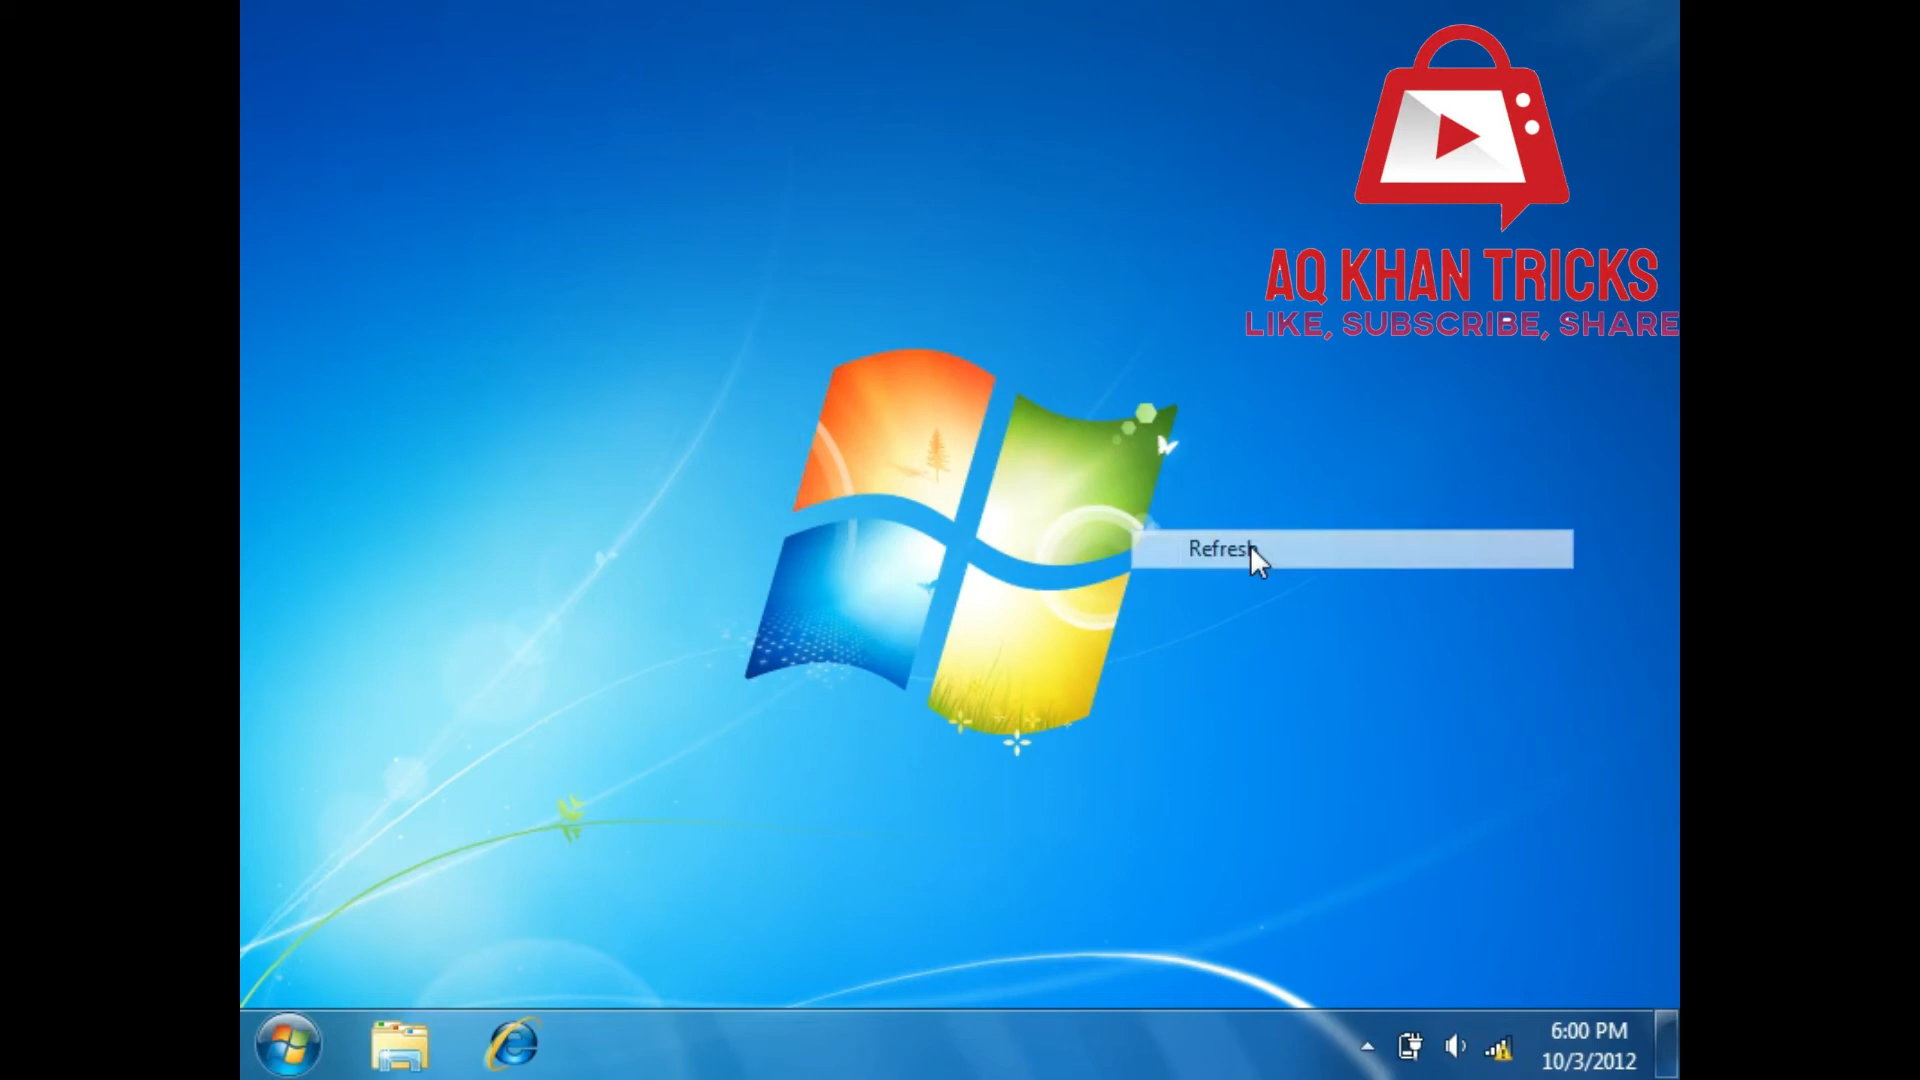 AQ KHAN TRICKS
LIKE, SUBSCRIBE, SHARE
Refresh
6:00 PM
10/3/2012